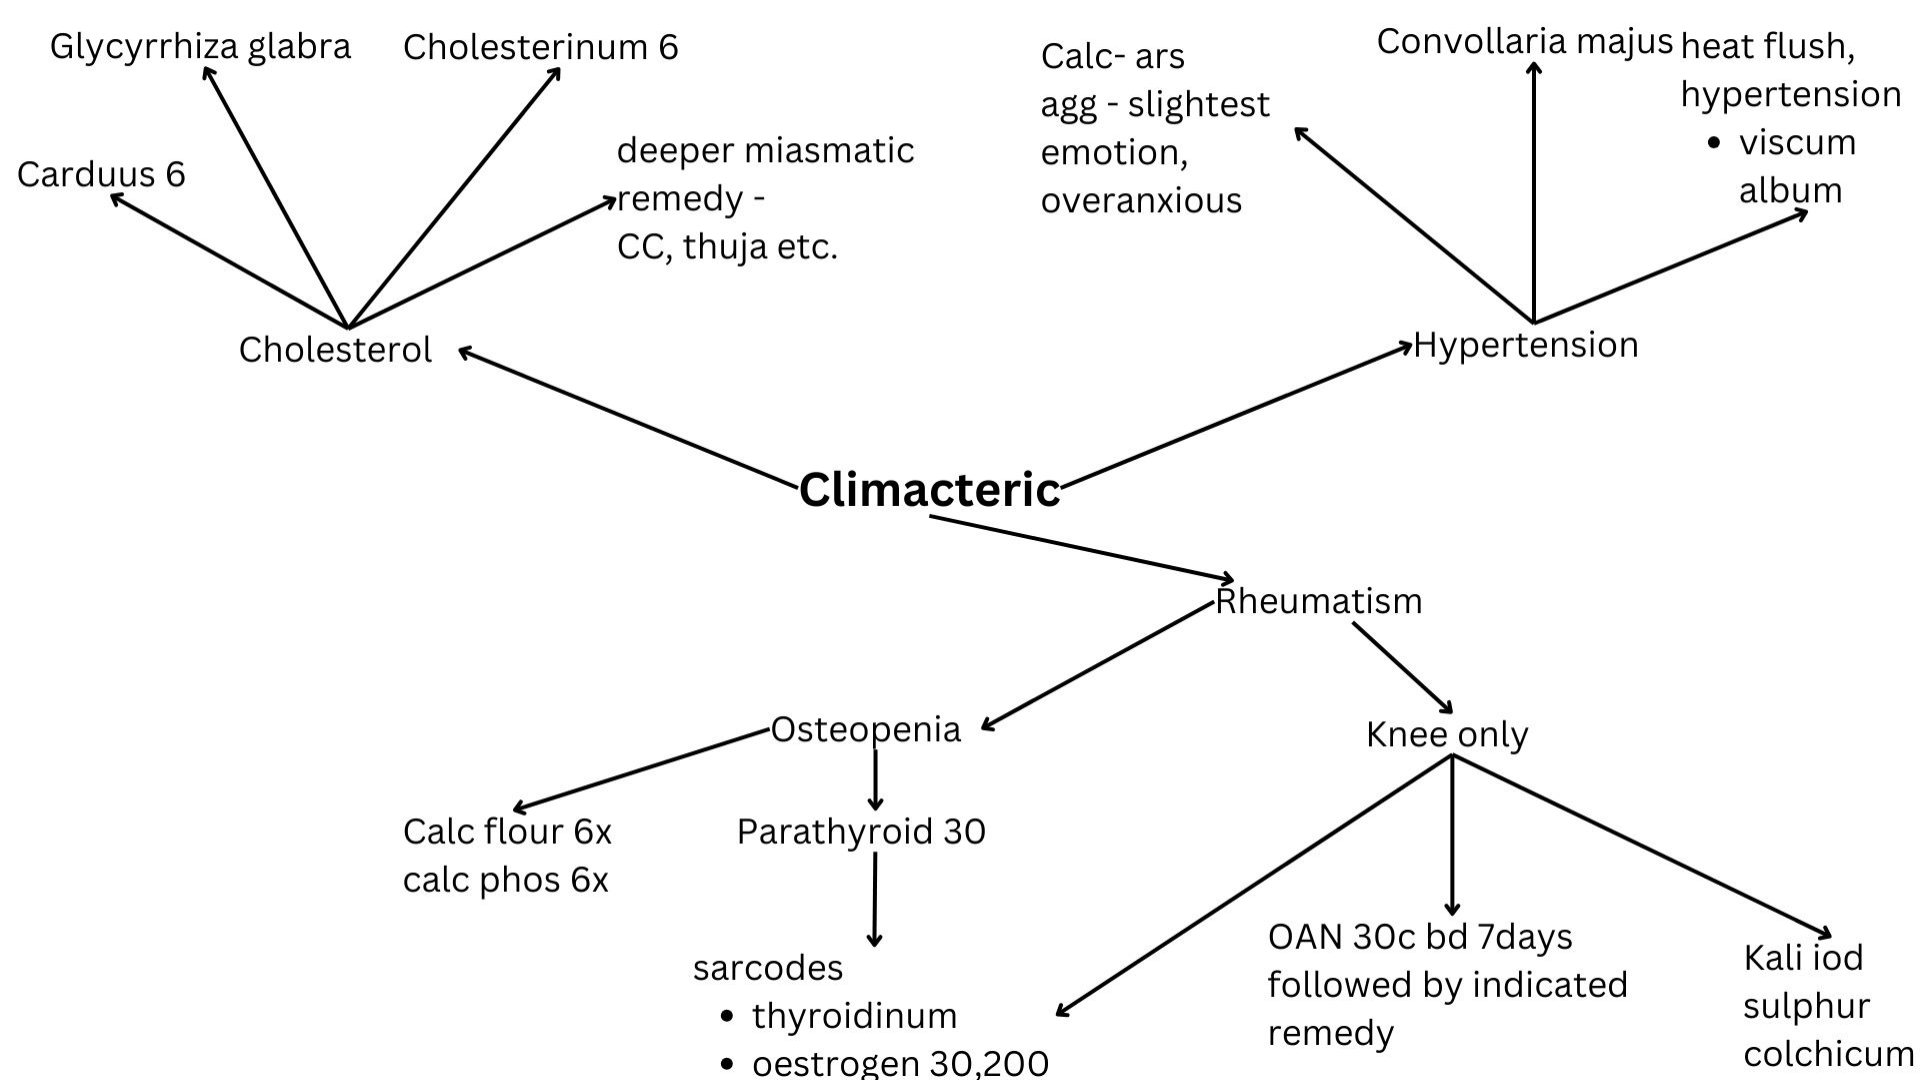 Glycyrrhiza glabra
Cholesterinum 6
Carduus 6
deeper miasmatic
remedy -
CC, thuja etc.
Cholesterol
Calc- ars
agg - slightest
emotion,
overanxious
Convollaria majus
heat flush,
hypertension
• viscum
album
Hypertension
Climacteric
Rheumatism
Osteopenia
Knee only
Calc flour 6x
calc phos 6x
Parathyroid 30
sarcodes
• thyroidinum
• oestrogen 30,200
OAN 30c bd 7days
followed by indicated
remedy
Kali iod
sulphur
colchicum